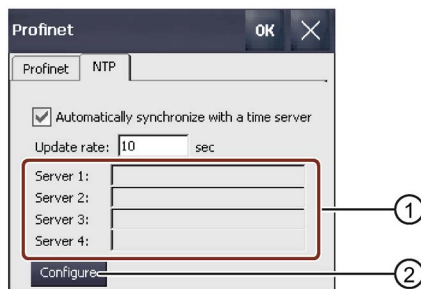 Profinet OK
Profinet NTP
Automatically synchronize with a time server
Update rate: 10 sec
Server 1:
Server 2:
Server 3:
Server 4:
1
Configure
2